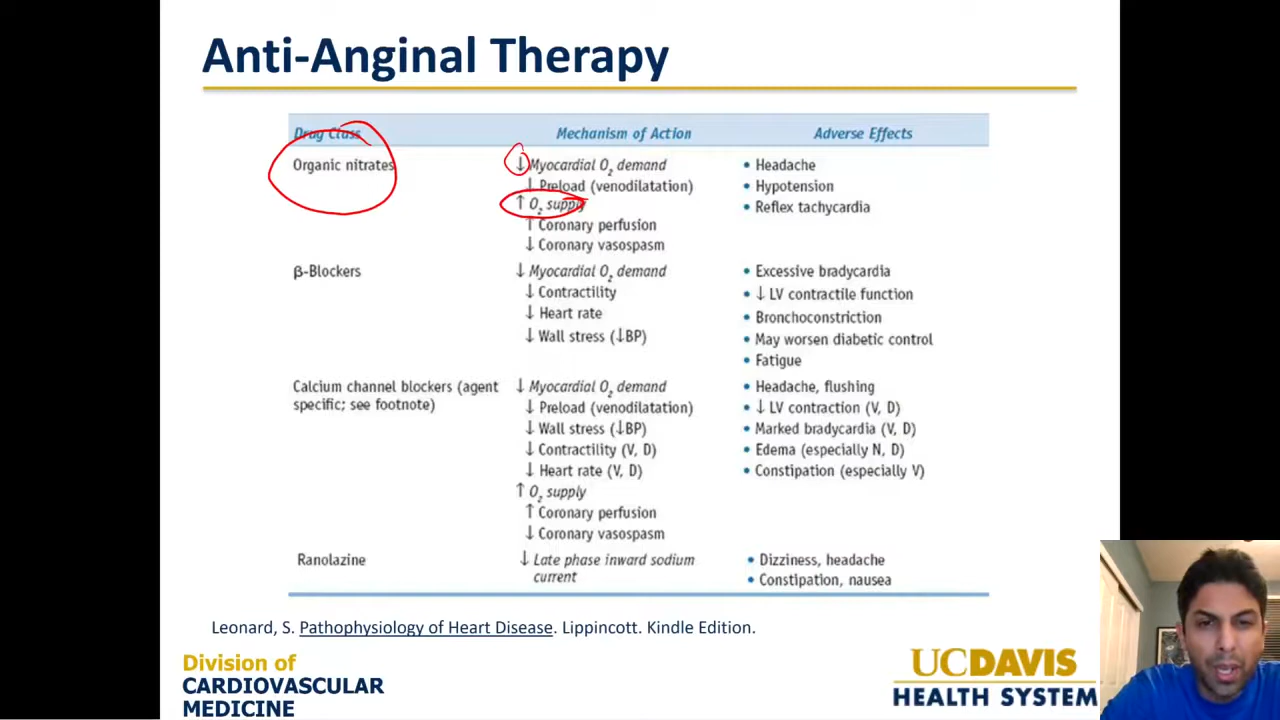 Anti-Anginal Therapy
Drug Class Mechanism of Action Adverse Effects
Organic nitrates ↓ Myocardial O₂ demand • Headache
↓ Preload (venodilatation) • Hypotension
↑ O₂ supply • Reflex tachycardia
↑ Coronary perfusion
↓ Coronary vasospasm
β-Blockers ↓ Myocardial O₂ demand • Excessive bradycardia
↓ Contractility • ↓ LV contractile function
↓ Heart rate • Bronchoconstriction
↓ Wall stress (↓BP) • May worsen diabetic control
• Fatigue
Calcium channel blockers (agent ↓ Myocardial O₂ demand • Headache, flushing
specific; see footnote) ↓ Preload (venodilatation) • ↓ LV contraction (V, D)
↓ Wall stress (↓BP) • Marked bradycardia (V, D)
↓ Contractility (V, D) • Edema (especially N, D)
↓ Heart rate (V, D) • Constipation (especially V)
↑ O₂ supply
↑ Coronary perfusion
↓ Coronary vasospasm
Ranolazine ↓ Late phase inward sodium • Dizziness, headache
current • Constipation, nausea
Leonard, S. Pathophysiology of Heart Disease. Lippincott. Kindle Edition.
Division of
CARDIOVASCULAR
MEDICINE
UCDAVIS
HEALTH SYSTEM